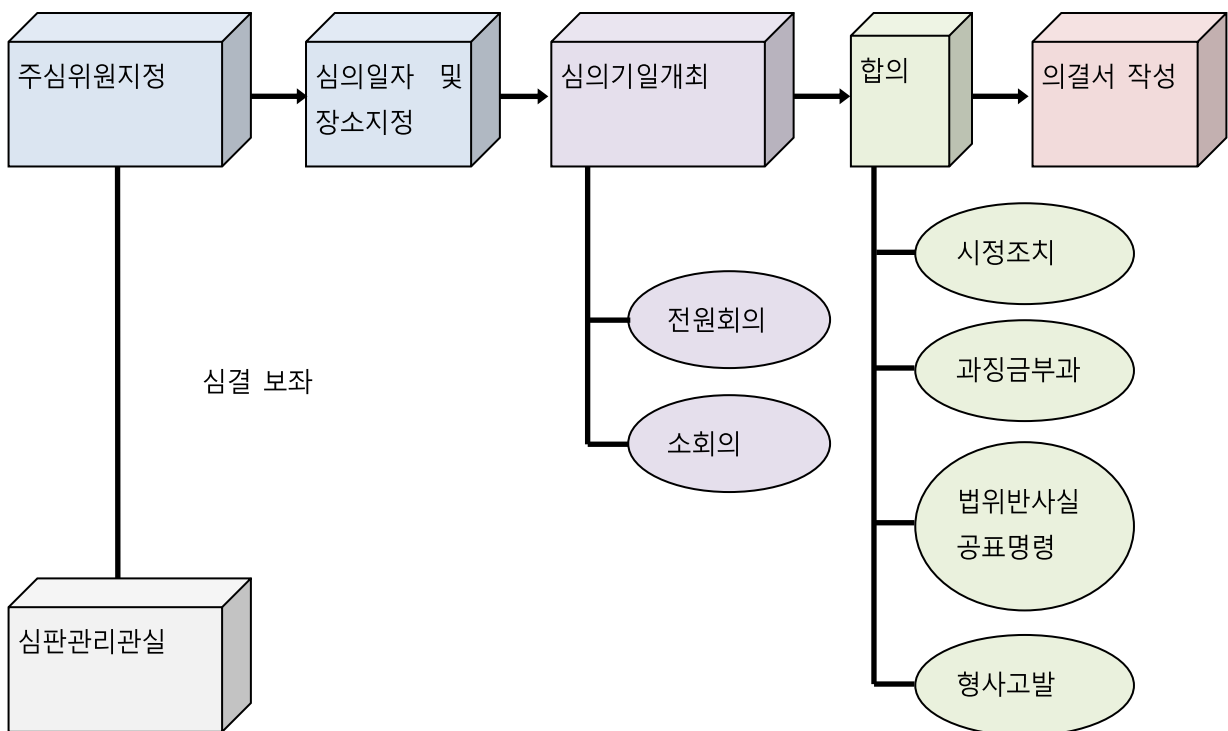 주심위원지정
심의일자 및
장소지정
심의기일개최
합의
의결서 작성
시정조치
전원회의
과징금부과
심결 보좌
소회의
법위반사실
공표명령
심판관리관실
형사고발